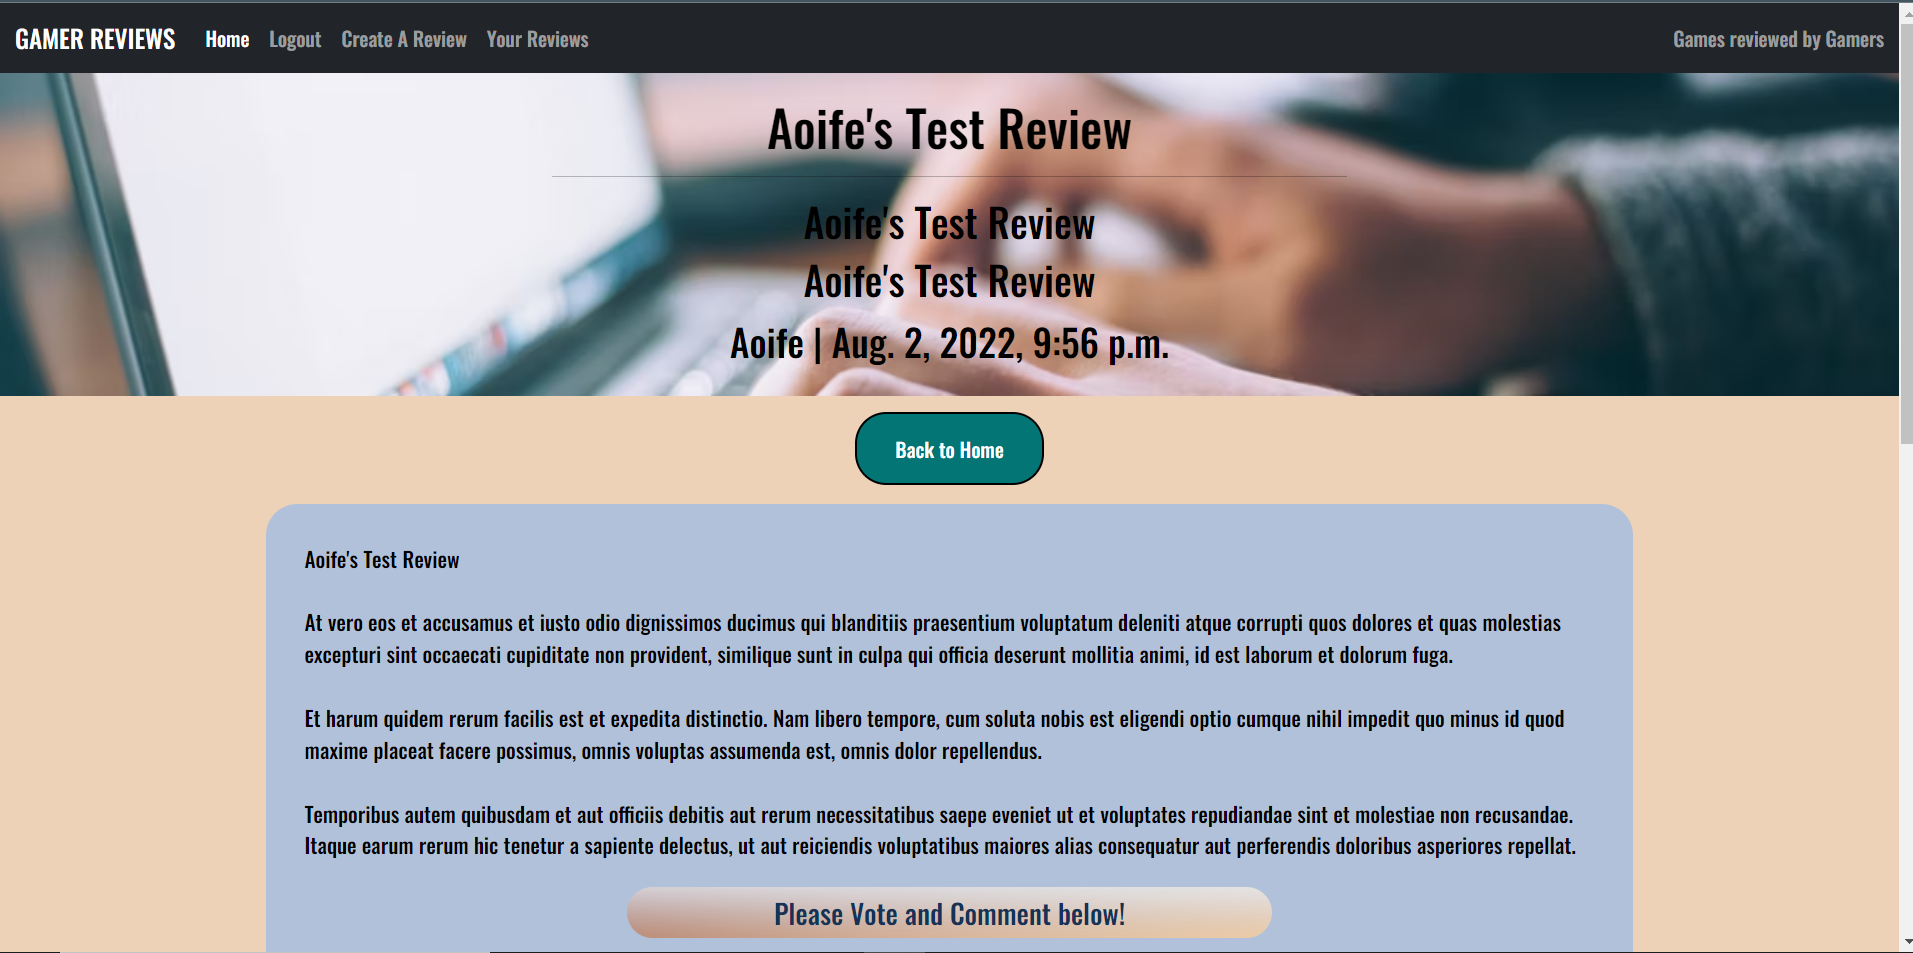 GAMER REVIEWS Home Logout Create A Review Your Reviews Games reviewed by Gamers
Aoife's Test Review
Aoife's Test Review
Aoife's Test Review
Aoife | Aug. 2, 2022, 9:56 p.m.
Back to Home
Aoife's Test Review
At vero eos et accusamus et iusto odio dignissimos ducimus qui blanditiis praesentium voluptatum deleniti atque corrupti quos dolores et quas molestias
excepturi sint occaecati cupiditate non provident, similique sunt in culpa qui officia deserunt mollitia animi, id est laborum et dolorum fuga.
Et harum quidem rerum facilis est et expedita distinctio. Nam libero tempore, cum soluta nobis est eligendi optio cumque nihil impedit quo minus id quod
maxime placeat facere possimus, omnis voluptas assumenda est, omnis dolor repellendus.
Temporibus autem quibusdam et aut officiis debitis aut rerum necessitatibus saepe eveniet ut et voluptates repudiandae sint et molestiae non recusandae.
Itaque earum rerum hic tenetur a sapiente delectus, ut aut reiciendis voluptatibus maiores alias consequatur aut perferendis doloribus asperiores repellat.
Please Vote and Comment below!